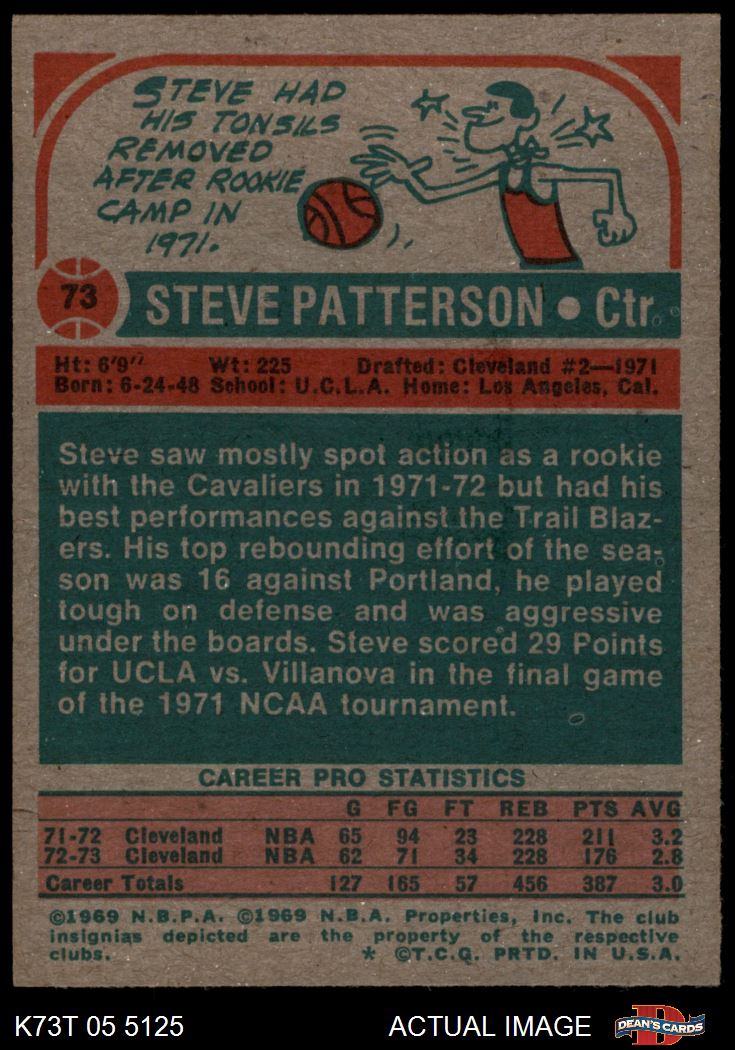 STEVE HAD
HIS TONSILS
REMOVED
AFTER ROOKIE
CAMP IN
1971.
73
STEVE PATTERSON • Ctr.
Ht: 6'9" Wt: 225 Drafted: Cleveland #2—1971
Born: 6-24-48 School: U.C.L.A. Home: Los Angeles, Cal.
Steve saw mostly spot action as a rookie
with the Cavaliers in 1971-72 but had his
best performances against the Trail Blaz-
ers. His top rebounding effort of the sea-
son was 16 against Portland, he played
tough on defense and was aggressive
under the boards. Steve scored 29 Points
for UCLA vs. Villanova in the final game
of the 1971 NCAA tournament.
CAREER PRO STATISTICS
G FG FT REB PTS AVG
71-72 Cleveland NBA 65 94 23 228 211 3.2
72-73 Cleveland NBA 62 71 34 228 176 2.8
Career Totals 127 165 57 456 387 3.0
©1969 N.B.P.A. ©1969 N.B.A. Properties, Inc. The club
insignias depicted are the property of the respective
clubs. * ©T.C.G. PRTD. IN U.S.A.
K73T 05 5125 ACTUAL IMAGE
D
DEAN'S CARDS